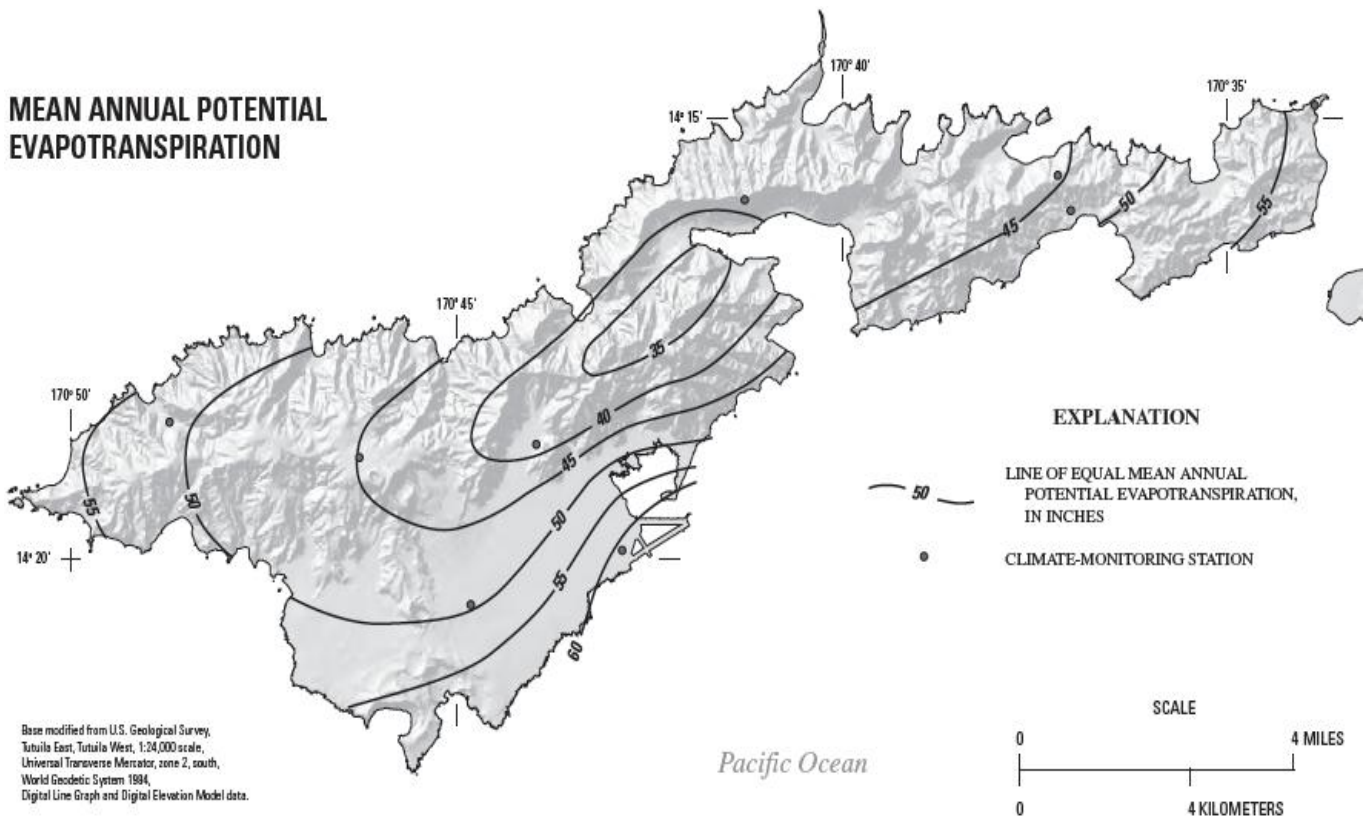 MEAN ANNUAL POTENTIAL
EVAPOTRANSPIRATION
170° 40'
170° 35'
14° 15'
50
55
45
170° 45'
35
170° 50'
40
45
50
55
50
55
60
14° 20'
EXPLANATION
50
LINE OF EQUAL MEAN ANNUAL
POTENTIAL EVAPOTRANSPIRATION,
IN INCHES
CLIMATE-MONITORING STATION
SCALE
0
4 MILES
0
4 KILOMETERS
Pacific Ocean
Base modified from U.S. Geological Survey,
Tutuila East, Tutuila West, 1:24,000 scale,
Universal Transverse Mercator, zone 2, south,
World Geodetic System 1984,
Digital Line Graph and Digital Elevation Model data.